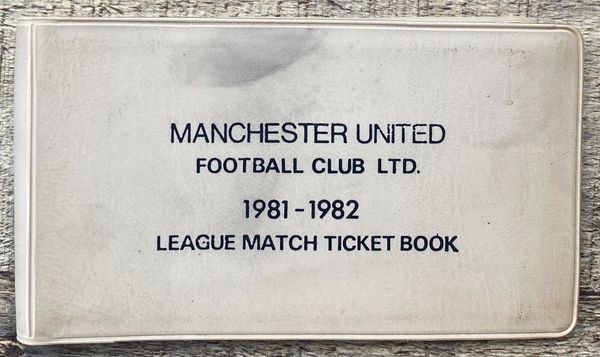 MANCHESTER UNITED
FOOTBALL CLUB LTD.
1981-1982
LEAGUE MATCH TICKET BOOK